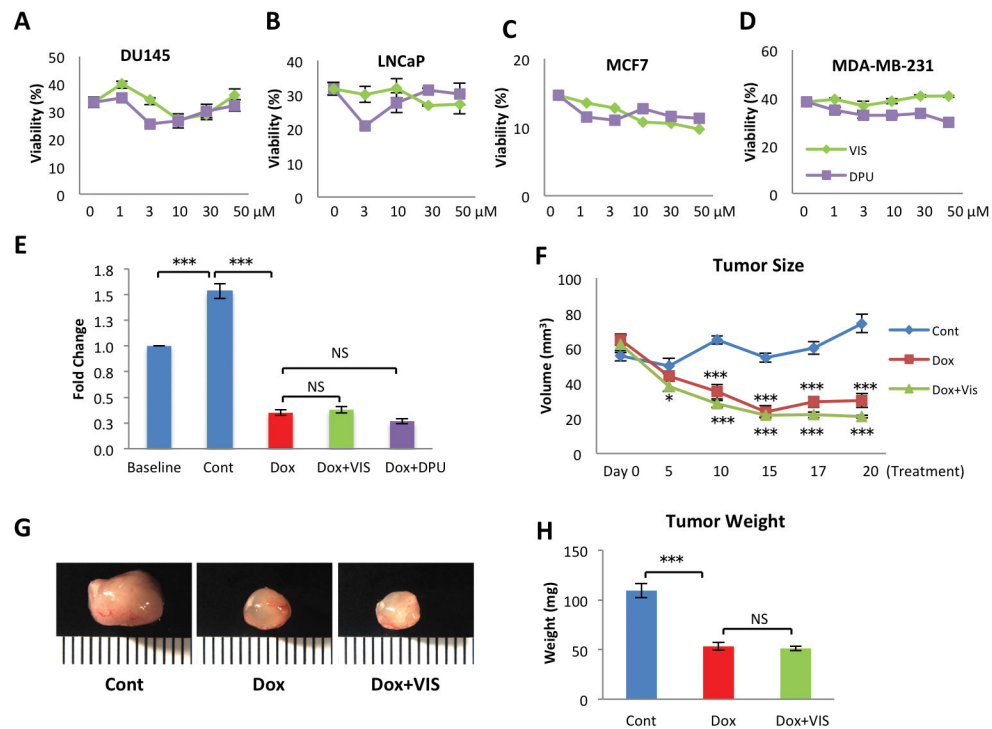 A
DU145
Viability (%)
50
40
30
20
10
0
0 1 3 10 30 50 µM
B
LNCaP
Viability (%)
40
30
20
10
0
0 3 10 30 50 µM
C
MCF7
Viability (%)
20
15
10
5
0
0 1 3 10 30 50 µM
D
MDA-MB-231
Viability (%)
60
40
20
0
VIS
DPU
0 1 3 10 30 50 µM
E
Fold Change
1.8
1.5
1.3
1.0
0.8
0.5
0.3
0.0
*** ***
NS
NS
Baseline Cont Dox Dox+VIS Dox+DPU
F
Tumor Size
Volume (mm³)
100
80
60
40
20
0
*** *** *** ***
* *** *** *** ***
Cont
Dox
Dox+Vis
Day 0 5 10 15 17 20 (Treatment)
G
Cont Dox Dox+VIS
H
Tumor Weight
Weight (mg)
150
100
50
0
***
NS
Cont Dox Dox+VIS